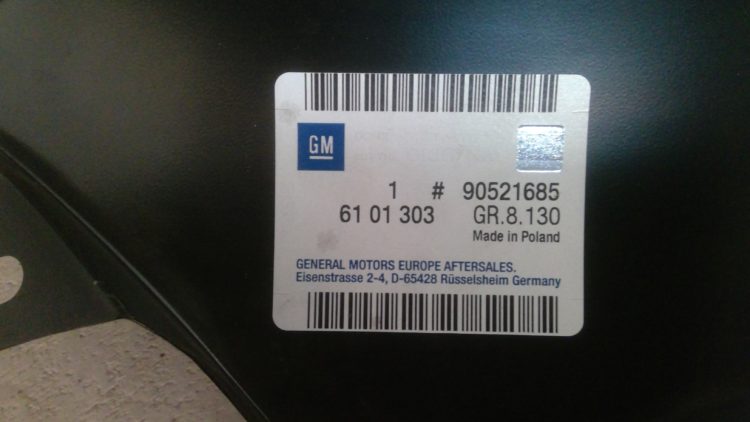 GM
1 # 90521685
61 01 303 GR.8.130
Made in Poland
GENERAL MOTORS EUROPE AFTERSALES.
Eisenstrasse 2-4, D-65428 Rüsselsheim Germany